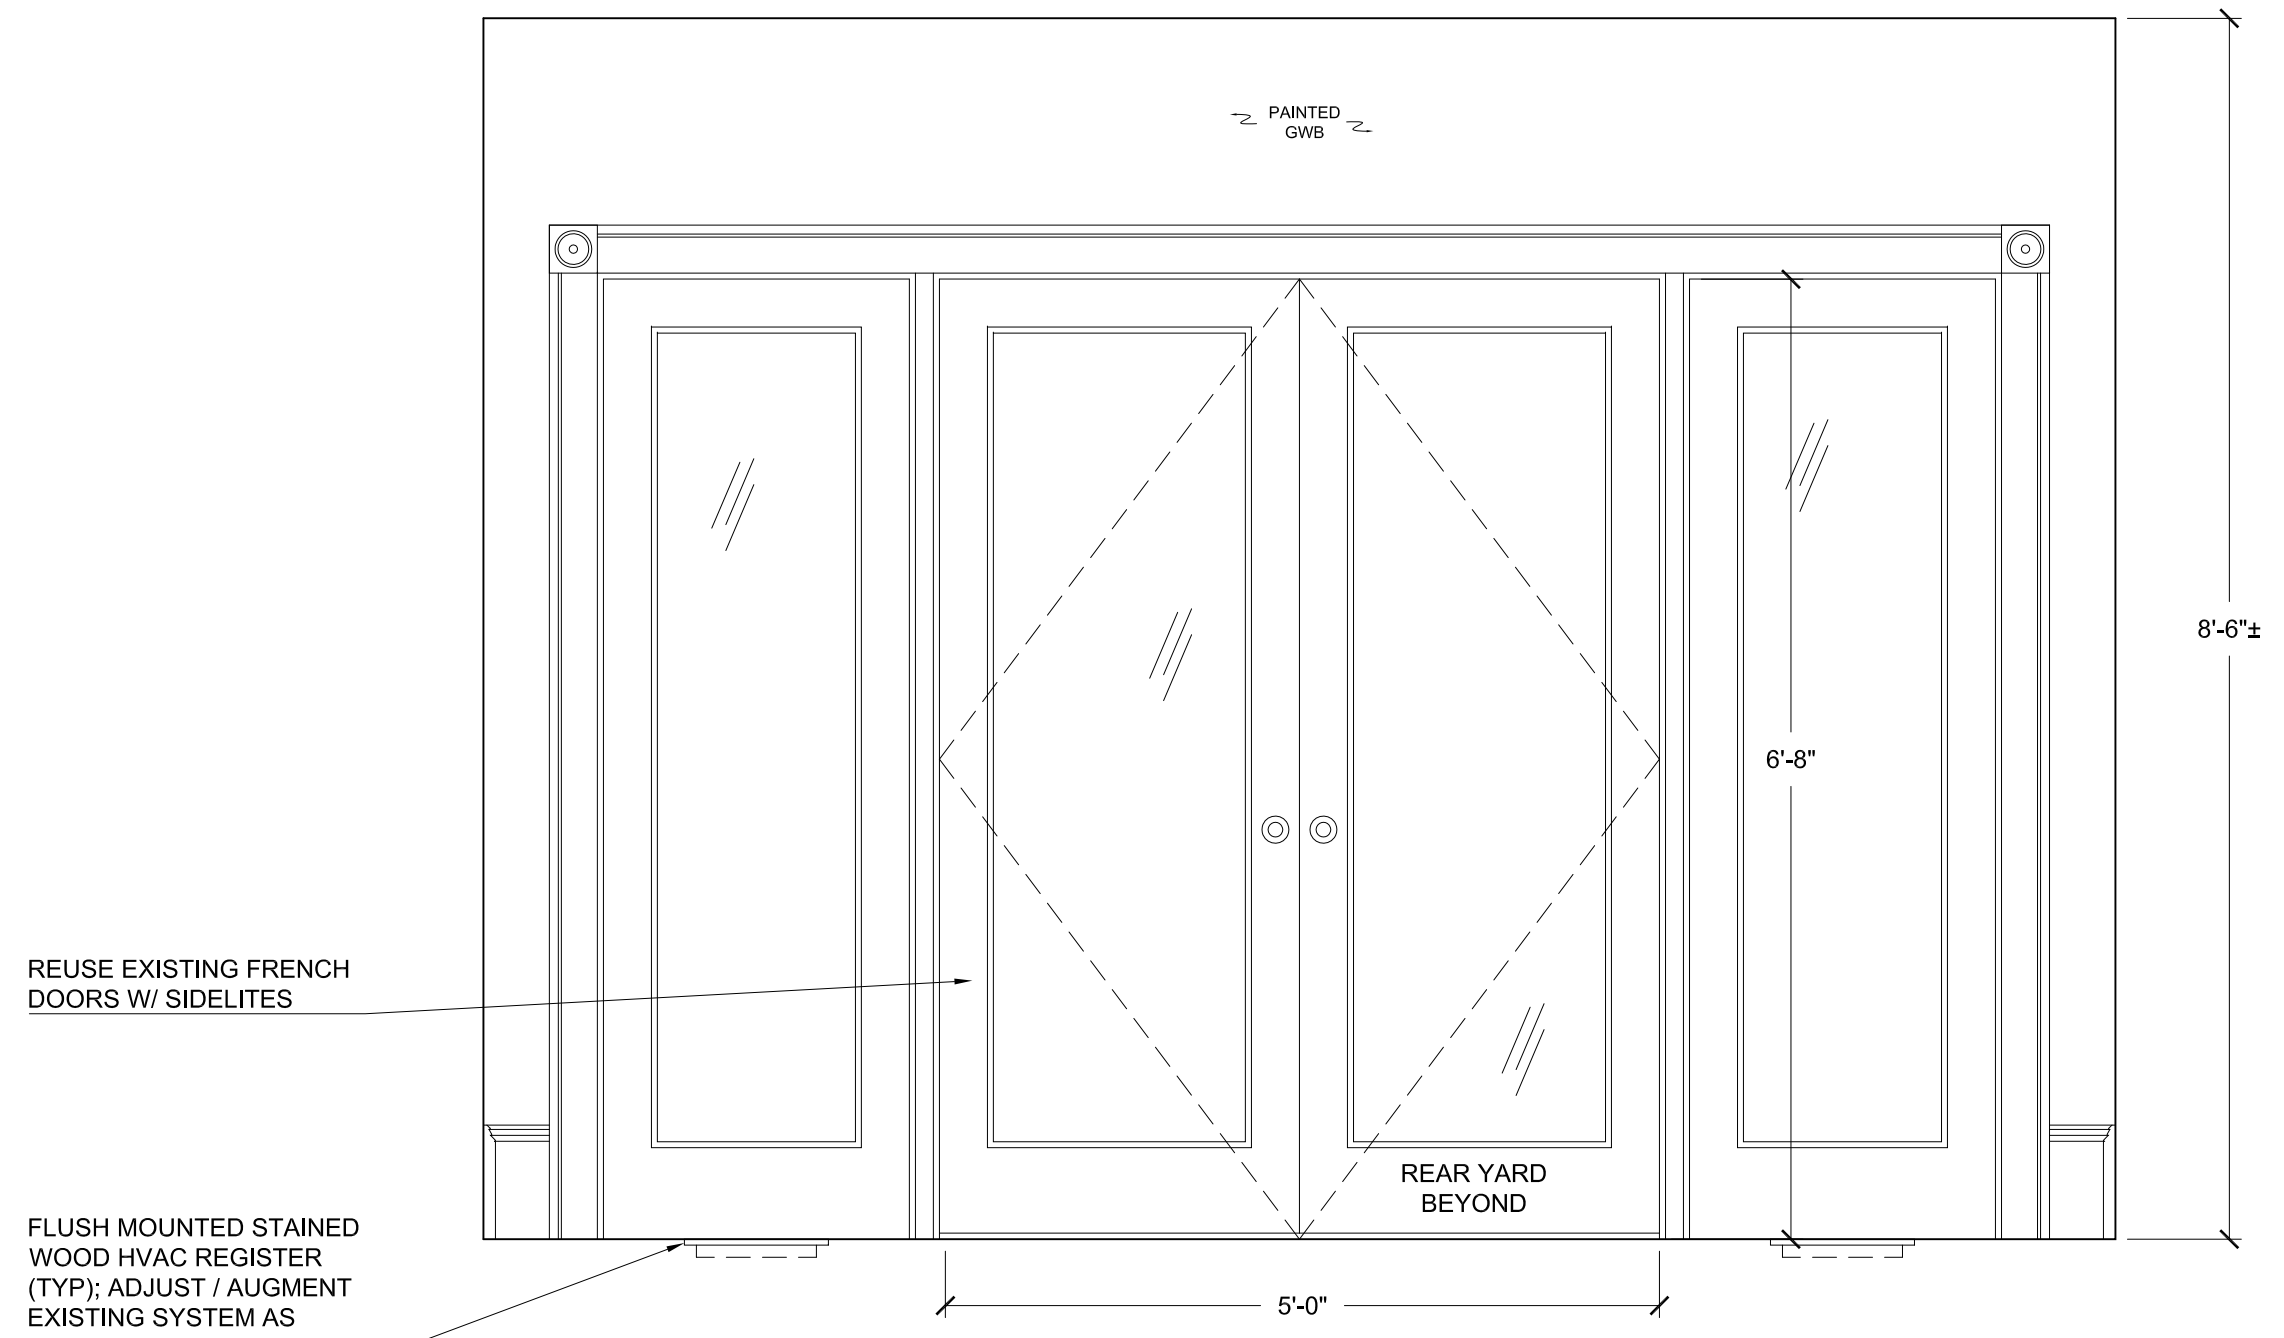 PAINTED
GWB
8'-6"±
6'-8"
REUSE EXISTING FRENCH
DOORS W/ SIDELITES
REAR YARD
BEYOND
FLUSH MOUNTED STAINED
WOOD HVAC REGISTER
(TYP); ADJUST / AUGMENT
EXISTING SYSTEM AS
5'-0"